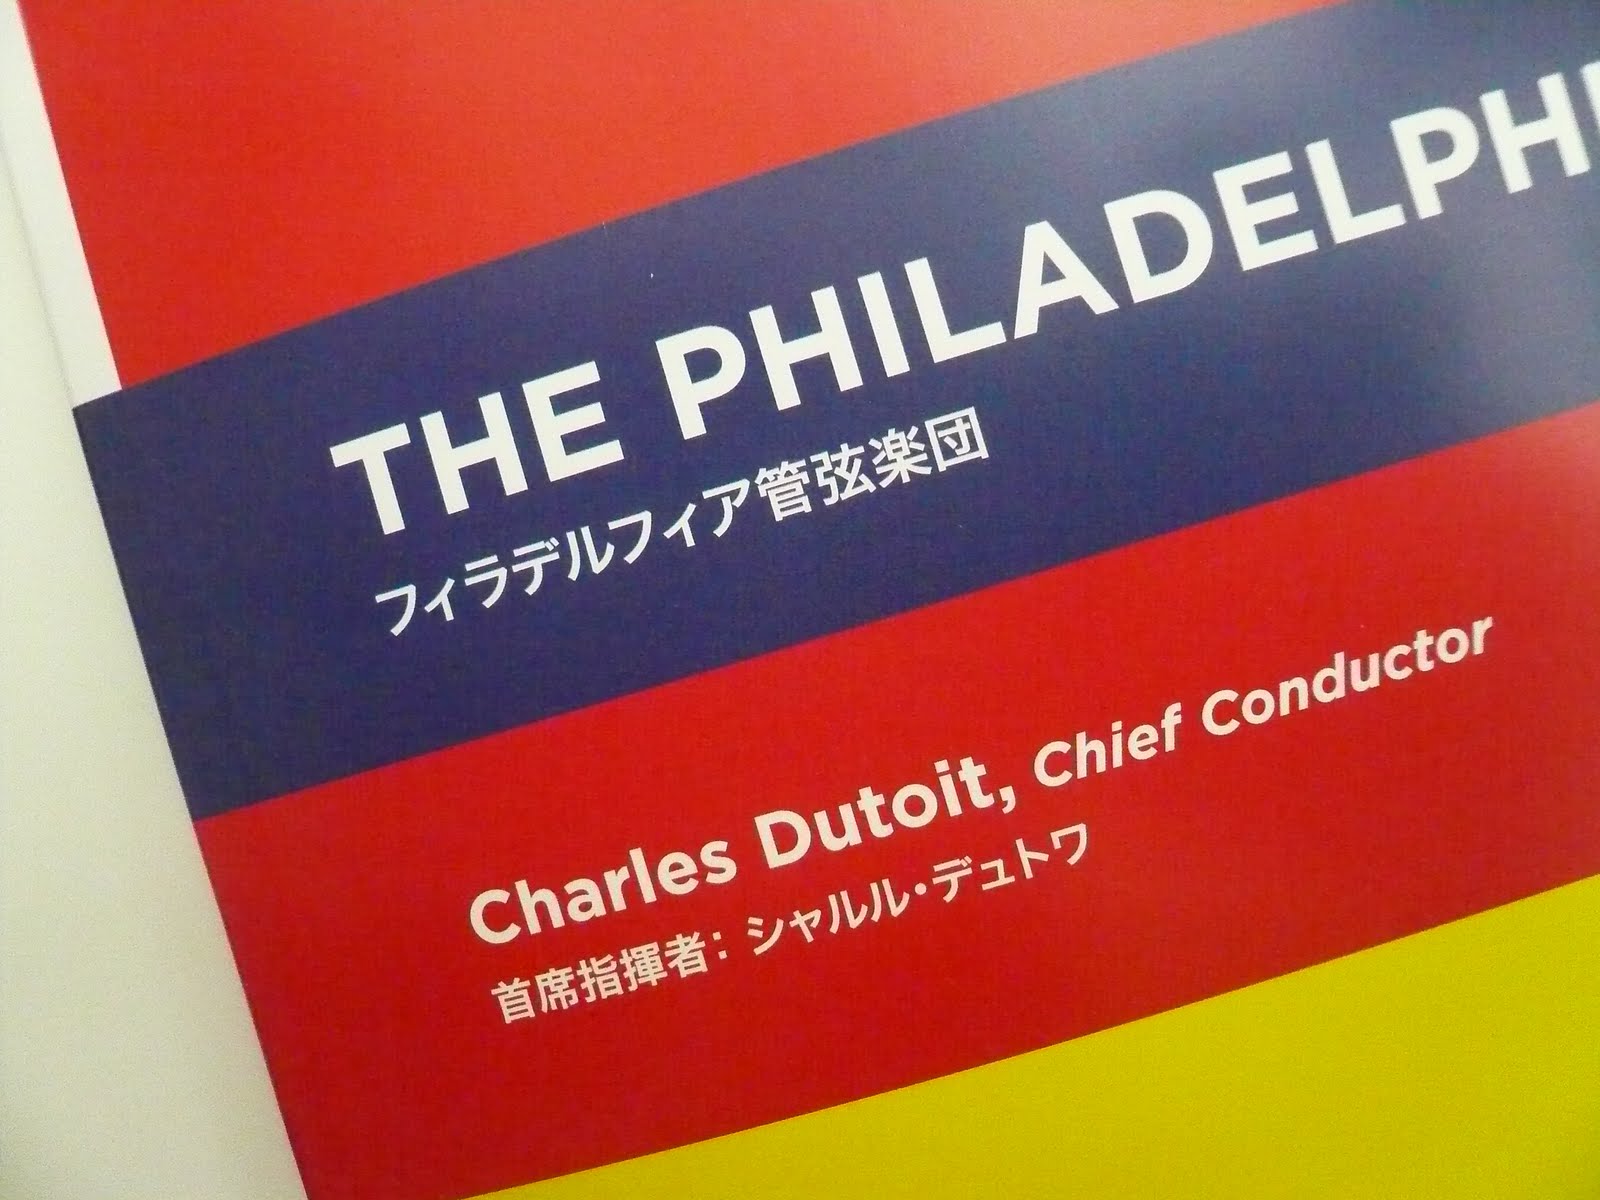 THE PHILADELPHI
フィラデルフィア管弦楽団
Charles Dutoit, Chief Conductor
首席指揮者：シャルル・デュトワ